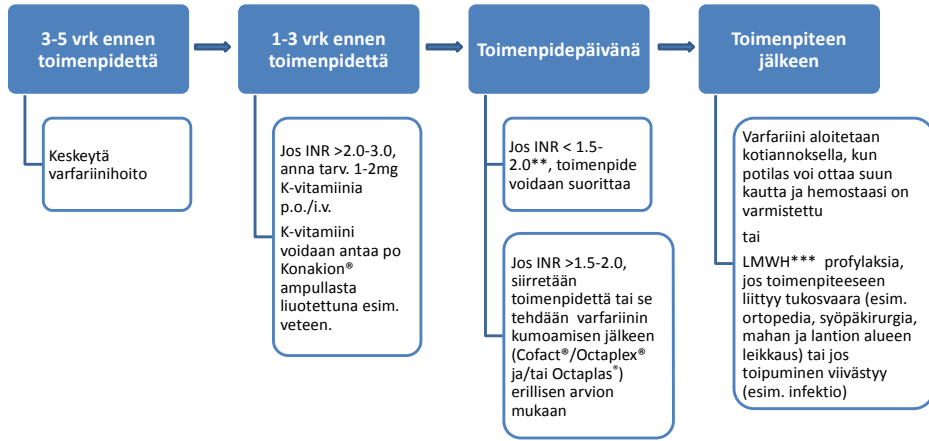 3-5 vrk ennen
toimenpidettä
1-3 vrk ennen
toimenpidettä
Toimenpidepäivänä
Toimenpiteen
jälkeen
Keskeytä
varfariinihoito
Jos INR >2.0-3.0,
anna tarv. 1-2mg
K-vitamiinia
p.o./i.v.
K-vitamiini
voidaan antaa po
Konakion®
ampullasta
liuotettuna esim.
veteen.
Jos INR < 1.5-
2.0**, toimenpide
voidaan suorittaa
Jos INR >1.5-2.0,
siirretään
toimenpidettä tai se
tehdään varfariinin
kumoamisen jälkeen
(Cofact®/Octaplex®
ja/tai Octaplas®)
erillisen arvion
mukaan
Varfariini aloitetaan
kotiannoksella, kun
potilas voi ottaa suun
kautta ja hemostaasi on
varmistettu
tai
LMWH*** profylaksia,
jos toimenpiteeseen
liittyy tukosvaara (esim.
ortopedia, syöpäkirurgia,
mahan ja lantion alueen
leikkaus) tai jos
toipuminen viivästyy
(esim. infektio)